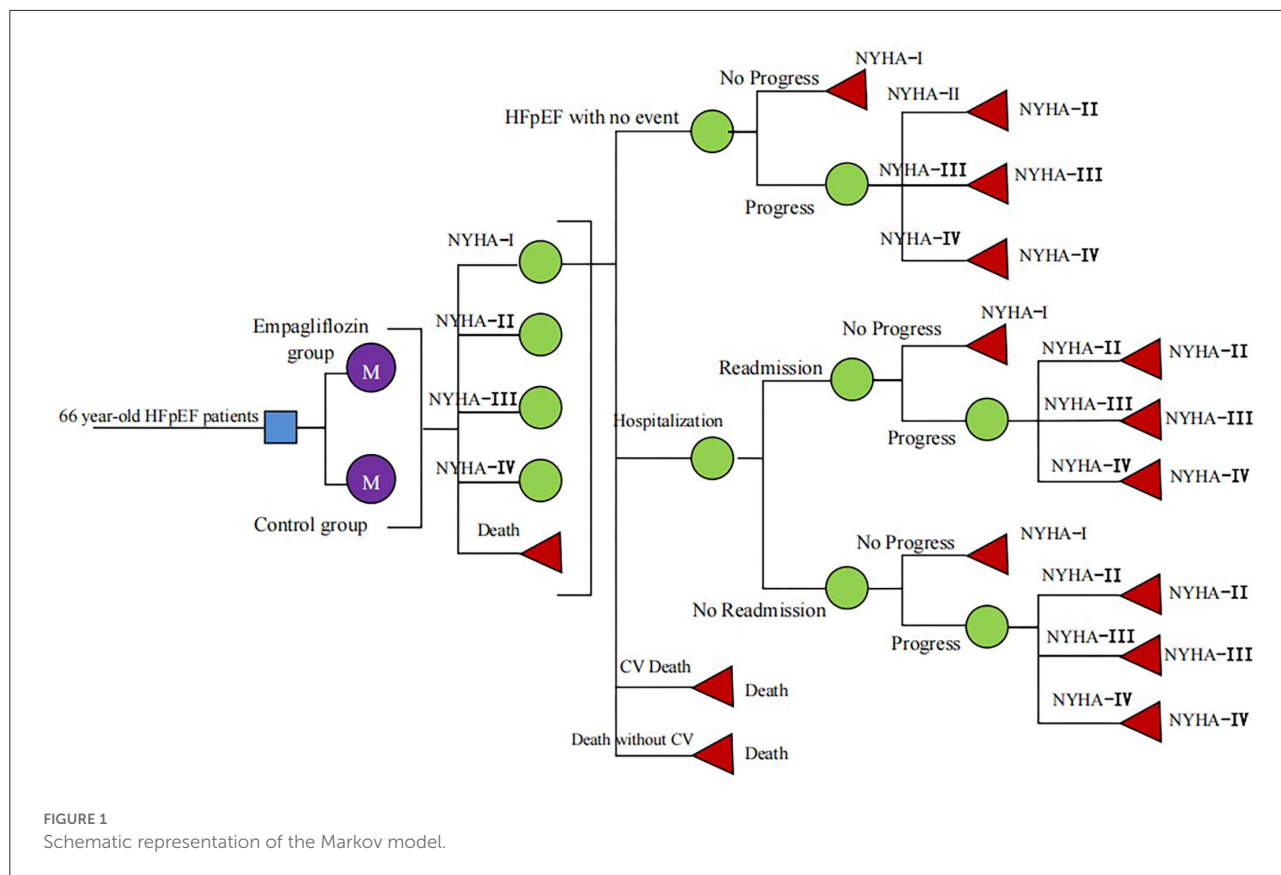 66 year-old HFpEF patients
Empagliflozin
group
M
M
Control group
NYHA-I
NYHA-II
NYHA-III
NYHA-IV
Death
HFpEF with no event
No Progress
NYHA-I
Progress
NYHA-II
NYHA-II
NYHA-III
NYHA-III
NYHA-IV
NYHA-IV
Hospitalization
Readmission
No Progress
NYHA-I
Progress
NYHA-II
NYHA-II
NYHA-III
NYHA-III
NYHA-IV
NYHA-IV
No Readmission
No Progress
NYHA-I
Progress
NYHA-II
NYHA-II
NYHA-III
NYHA-III
NYHA-IV
NYHA-IV
CV Death
Death
Death without CV
Death
FIGURE 1
Schematic representation of the Markov model.